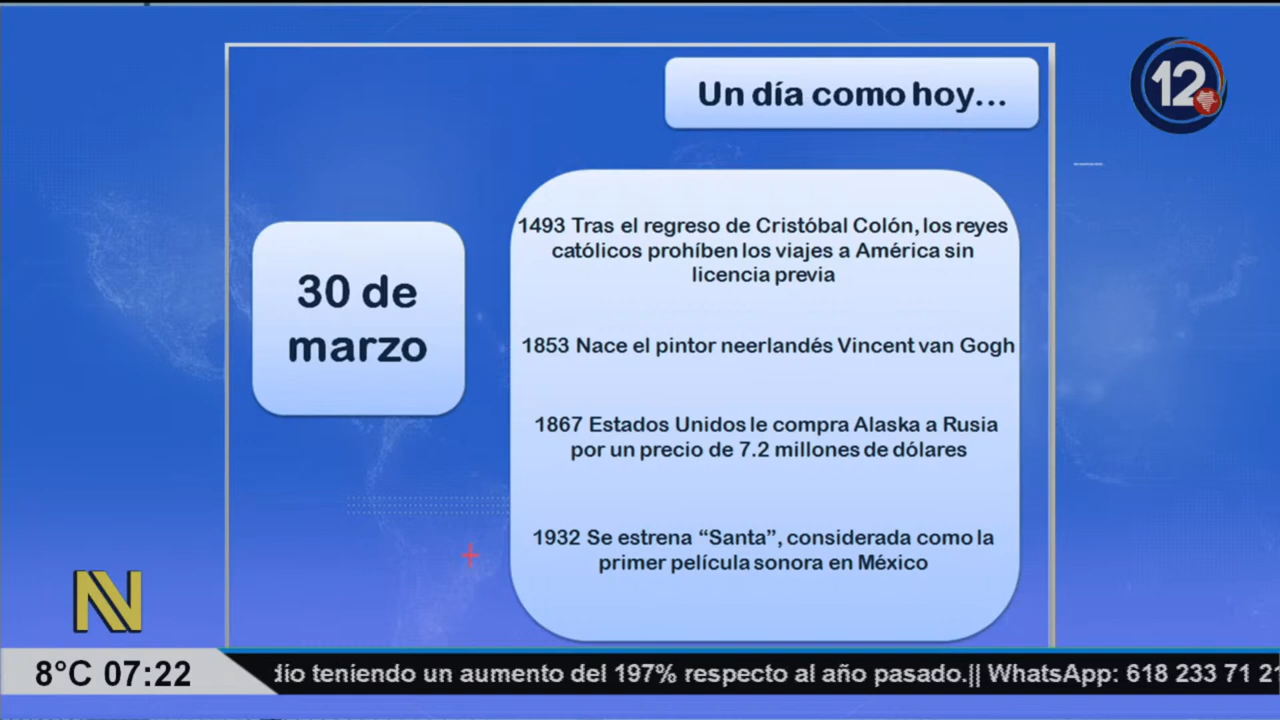 Un día como hoy...
12
30 de
marzo
1493 Tras el regreso de Cristóbal Colón, los reyes
católicos prohíben los viajes a América sin
licencia previa
1853 Nace el pintor neerlandés Vincent van Gogh
1867 Estados Unidos le compra Alaska a Rusia
por un precio de 7.2 millones de dólares
1932 Se estrena “Santa”, considerada como la
primer película sonora en México
N
8°C 07:22
teniendo un aumento del 197% respecto al año pasado.|| WhatsApp: 618 233 71